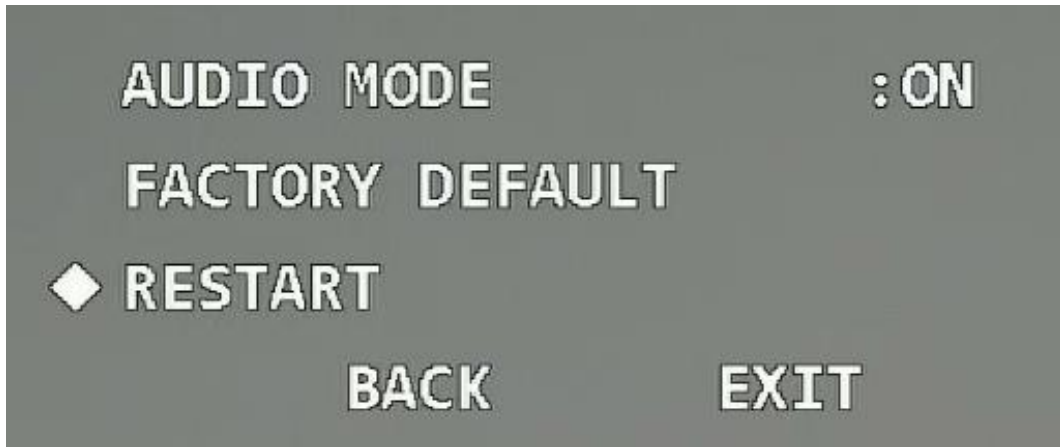 AUDIO MODE :ON
FACTORY DEFAULT
RESTART
BACK EXIT